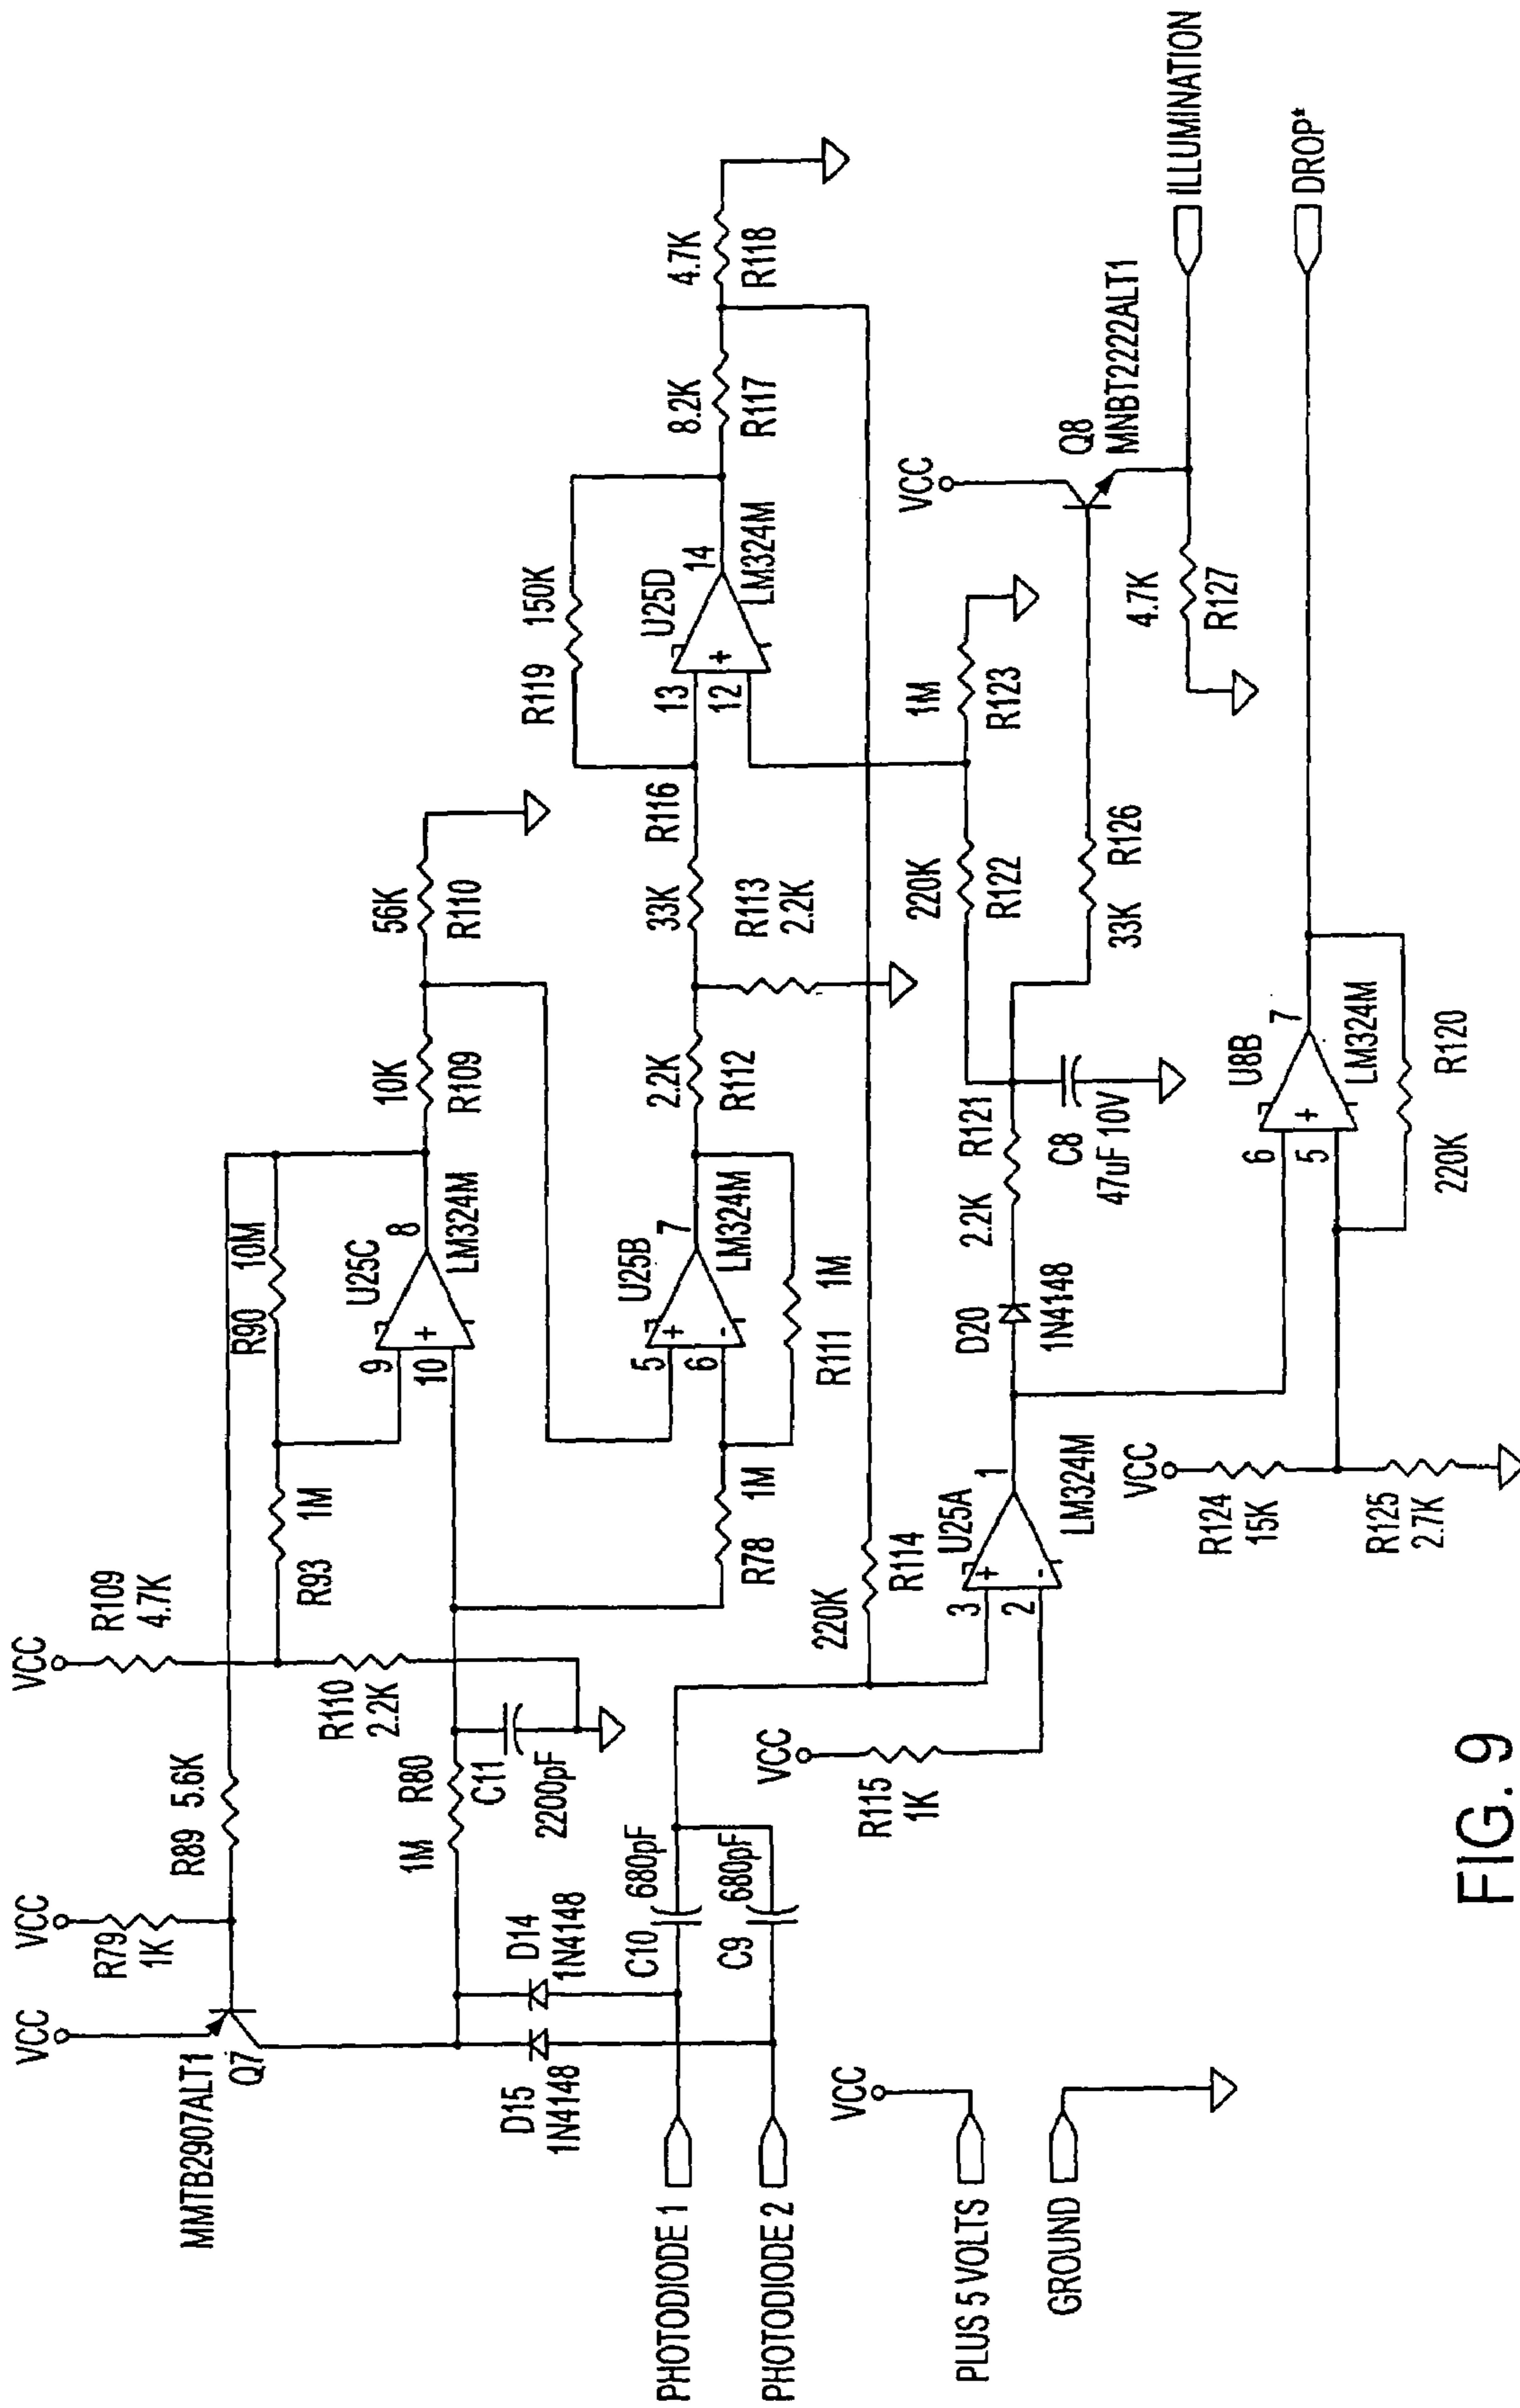 VCC
MMTB2907ALT1
Q7
VCC
R79
1K
R89 5.6K
VCC
R109
4.7K
R110
2.2K
R93
1M
R90
10M
9
10
U25C
8
LM324M
10K
R109
56K
R110
1M
R80
C11
2200pF
R78
1M
5
6
+
-
+
U25B
7
LM324M
R111
1M
2.2K
R112
33K
R116
R113
2.2K
R119
150K
13
12
+
U25D
14
LM324M
8.2K
R117
4.7K
R118
D15
1N4148
D14
1N4148
C10
680pF
C9
680pF
PHOTODIODE 1
PHOTODIODE 2
VCC
PLUS 5 VOLTS
GROUND
220K
R114
VCC
R115
1K
3
2
+
-
U25A
1
LM324M
D20
1N4148
2.2K
R121
C8
47uF 10V
220K
R122
1M
R123
33K
R126
VCC
Q8
MNBT2222ALT1
4.7K
R127
ILLUMINATION
VCC
R124
15K
R125
2.7K
6
5
+
U8B
7
LM324M
220K
R120
DROP*
FIG. 9